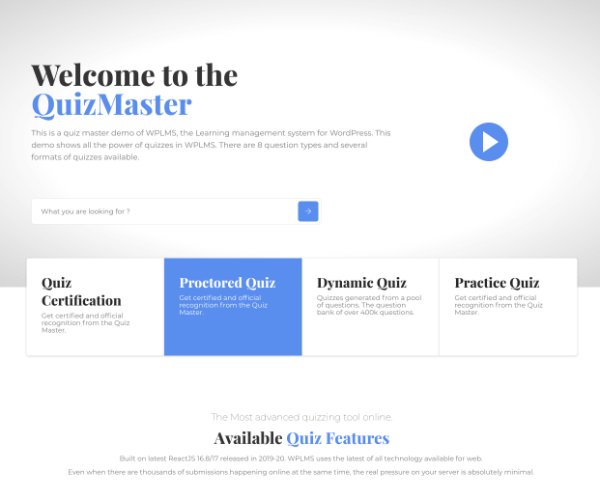 Welcome to the
QuizMaster
This is a quiz master demo of WPLMS, the Learning management system for WordPress. This
demo shows all the power of quizzes in WPLMS. There are 8 question types and several
formats of quizzes available.
What you are looking for ?
Quiz
Certification
Get certified and official
recognition from the Quiz
Master.
Proctored Quiz
Get certified and official
recognition from the Quiz
Master.
Dynamic Quiz
Quizzes generated from a pool
of questions. The question
bank of over 400k questions.
Practice Quiz
Get certified and official
recognition from the Quiz
Master.
The Most advanced quizzing tool online.
Available Quiz Features
Built on latest ReactJS 16.8/17 released in 2019-20. WPLMS uses the latest of all technology available for web.
Even when there are thousands of submissions happening online at the same time, the real pressure on your server is absolutely minimal.